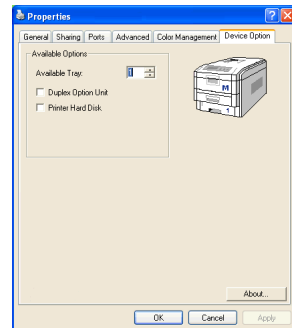 Properties
General Sharing Ports Advanced Color Management Device Option
Available Options
Available Tray: 1
Duplex Option Unit
Printer Hard Disk
M
1
About...
OK Cancel Apply